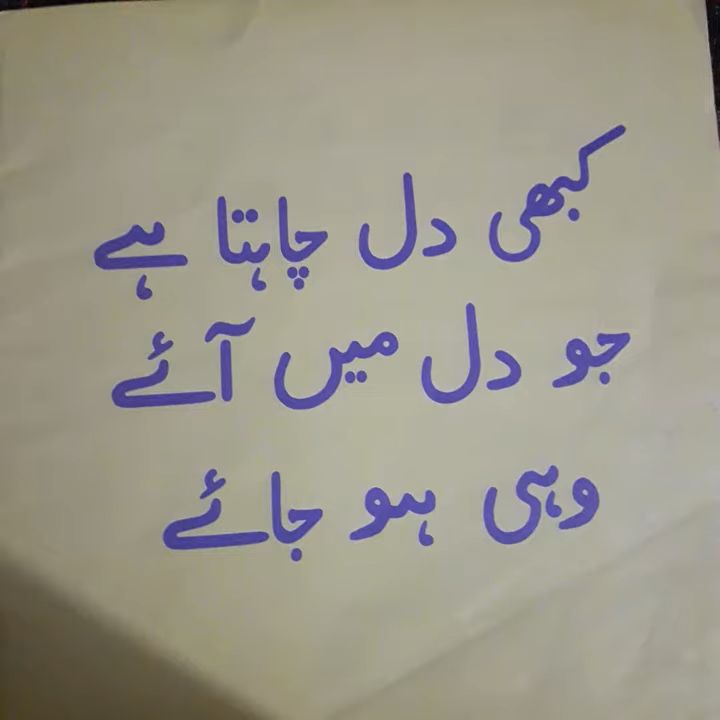 کبھی دل چاہتا ہے
جو دل میں آئے
وہی ہو جائے